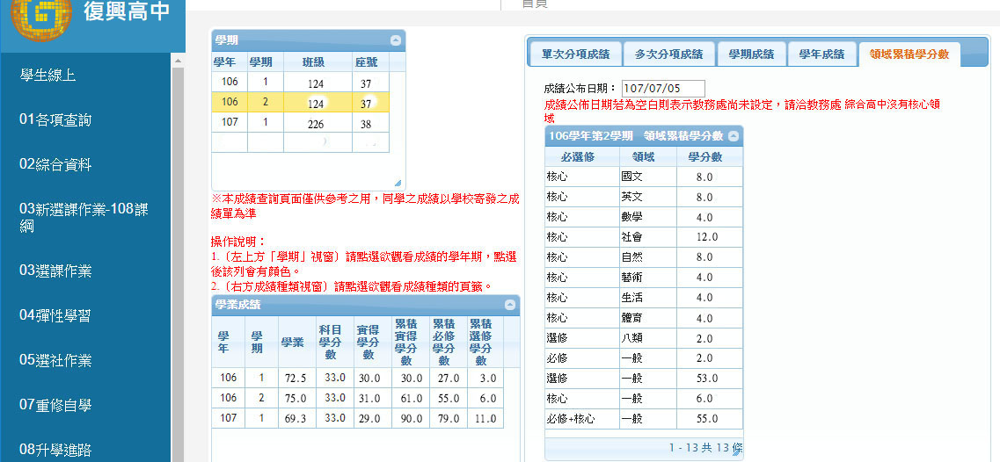 復興高中
首頁
學生線上
01各項查詢
02綜合資料
03新選課作業-108課
綱
03選課作業
04彈性學習
05選社作業
07重修自學
08升學進路
學期
學年 學期 班級 座號
106 1 124 37
106 2 124 37
107 1 226 38
※本成績查詢頁面僅供參考之用，同學之成績以學校寄發之成
績單為準
操作說明：
1.〔左上方「學期」視窗〕請點選欲觀看成績的學年期，點選
後該列會有顏色。
2.〔右方成績種類視窗〕請點選欲觀看成績種類的頁籤。
學業成績
學年 學期 學業 科目學分數 實得學分數 累積實得學分數 累積必修學分數 累積選修學分數
106 1 72.5 33.0 30.0 30.0 27.0 3.0
106 2 75.0 33.0 31.0 61.0 55.0 6.0
107 1 69.3 33.0 29.0 90.0 79.0 11.0
單次分項成績 多次分項成績 學期成績 學年成績 領域累積學分數
成績公布日期： 107/07/05
成績公佈日期若為空白則表示教務處尚未設定，請洽教務處 綜合高中沒有核心領
域
106學年第2學期 領域累積學分數
必選修 領域 學分數
核心 國文 8.0
核心 英文 8.0
核心 數學 4.0
核心 社會 12.0
核心 自然 8.0
核心 藝術 4.0
核心 生活 4.0
核心 體育 4.0
選修 八類 2.0
必修 一般 2.0
選修 一般 53.0
核心 一般 6.0
必修+核心 一般 55.0
1 - 13 共 13 條